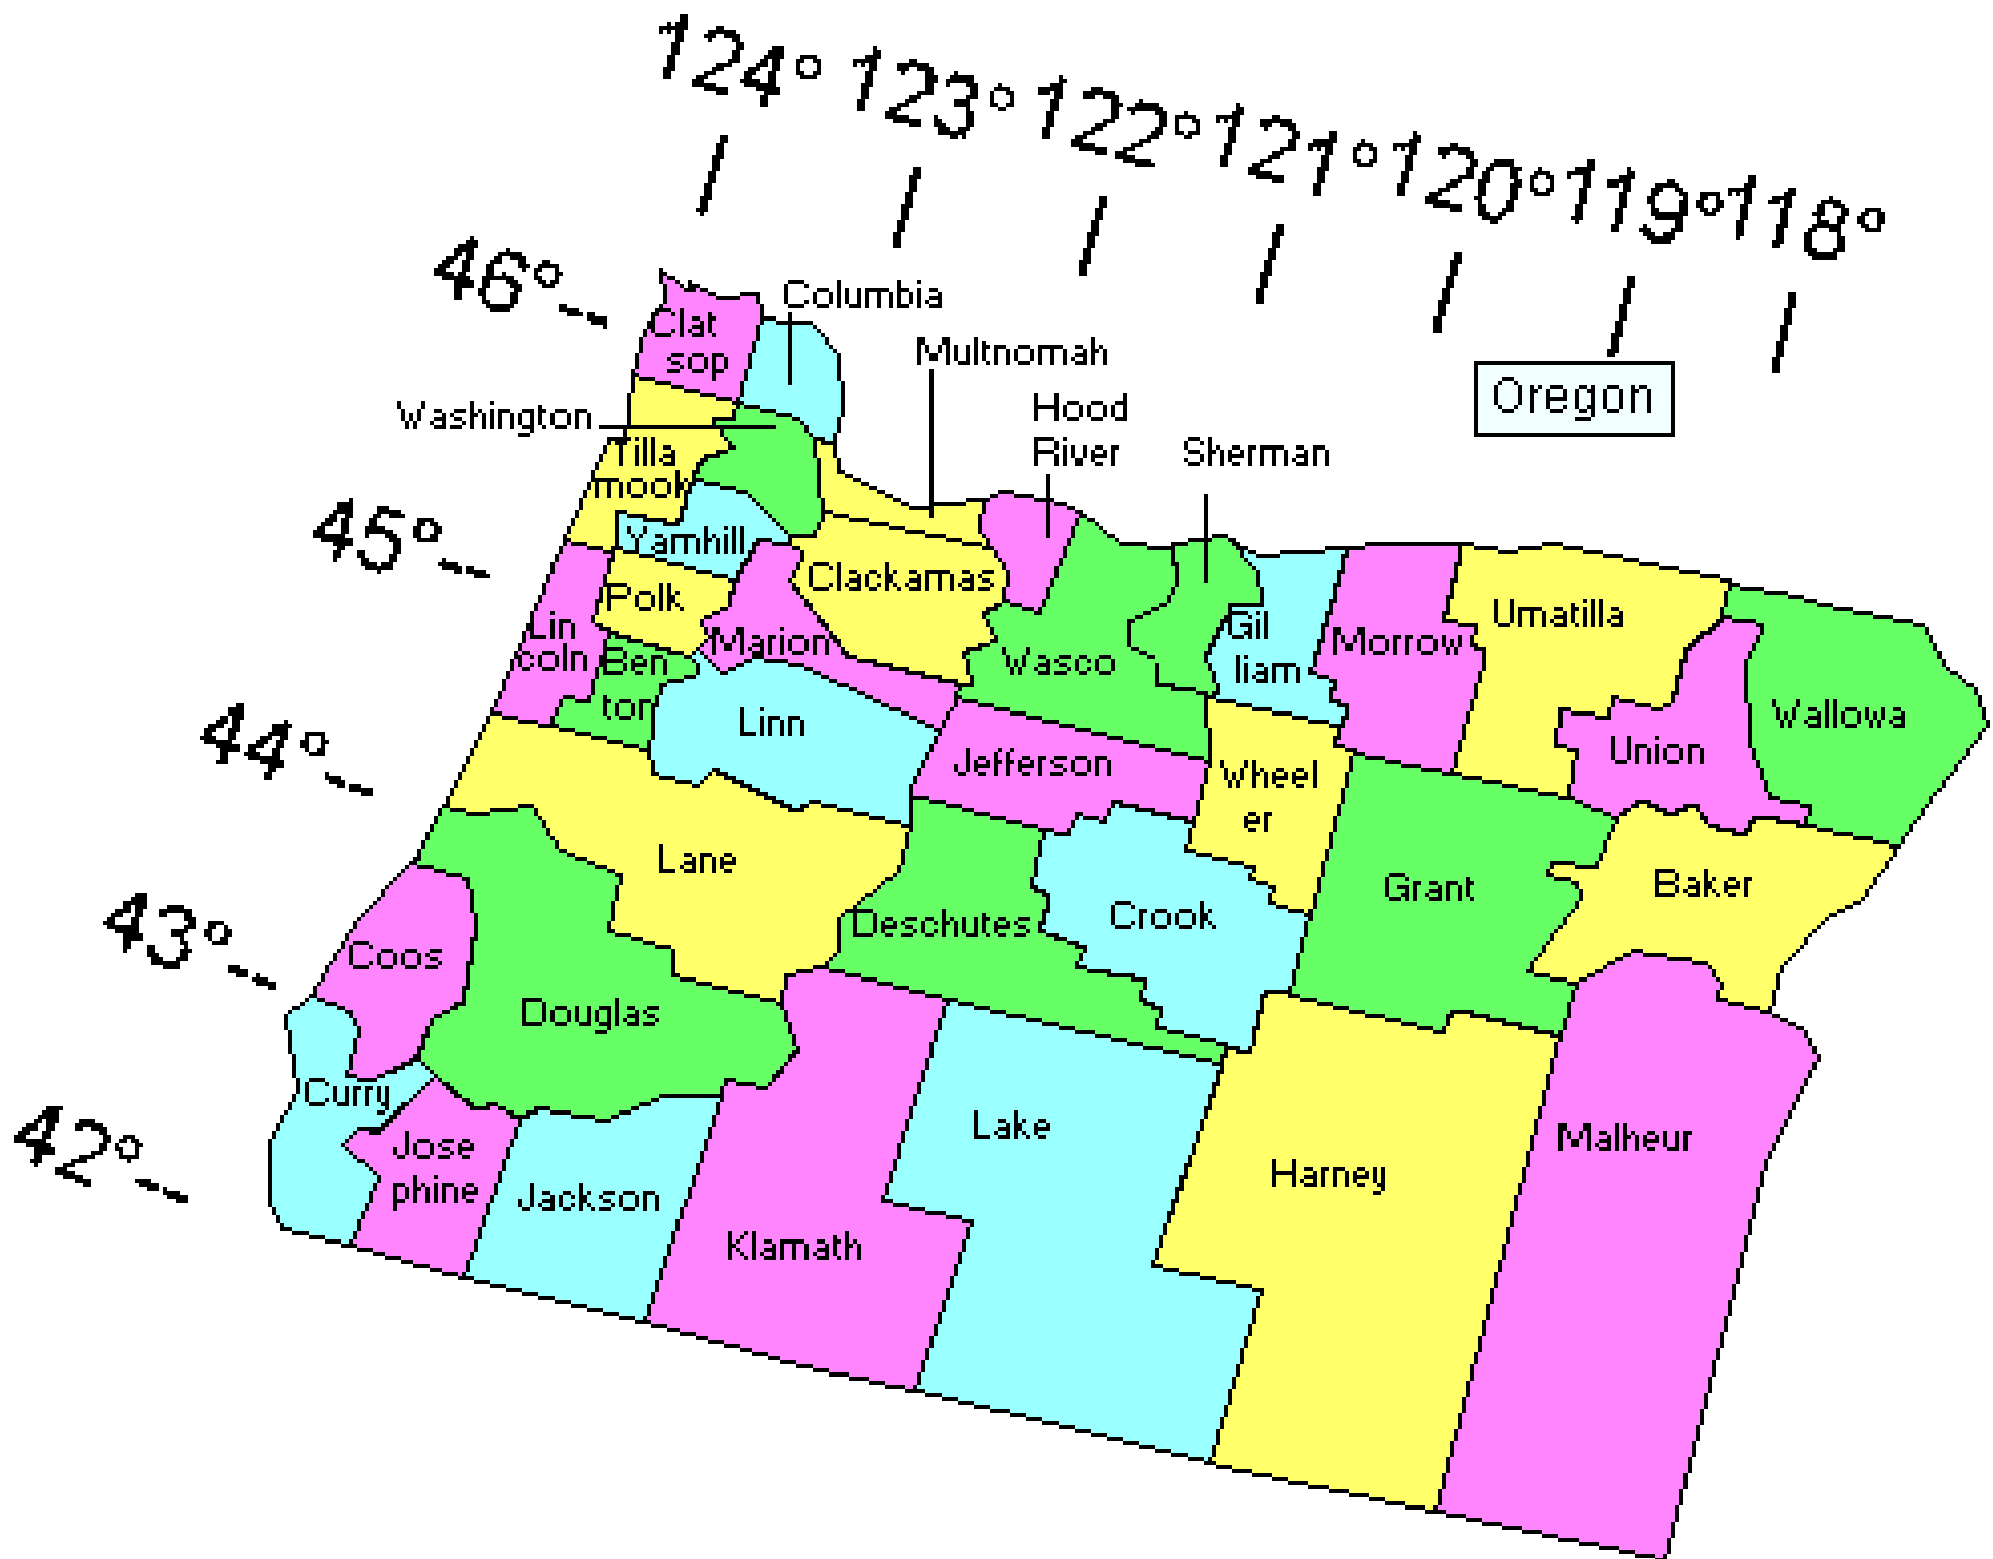 124° 123° 122° 121° 120° 119° 118°
46°
Columbia
Clat
sop
Multnomah
Oregon
Hood
River
Washington
Sherman
Tilla
mook
45°
Yamhill
Clackamas
Polk
Umatilla
Lin
coln
Marion
Gil
liam
Morrow
Ben
ton
Wasco
Linn
Wallowa
44°
Union
Jefferson
Wheel
er
Lane
Grant
Baker
Deschutes
Crook
43°
Coos
Douglas
Curry
Lake
Malheur
42°
Jose
phine
Jackson
Harney
Klamath